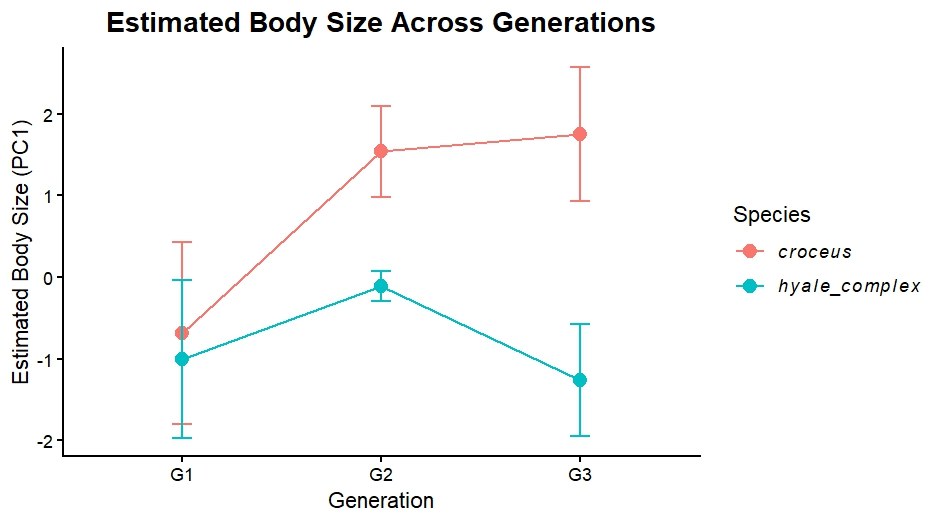 Estimated Body Size Across Generations
Estimated Body Size (PC1)
2
1
0
-1
-2
G1 G2 G3
Generation
Species
croceus
hyale_complex